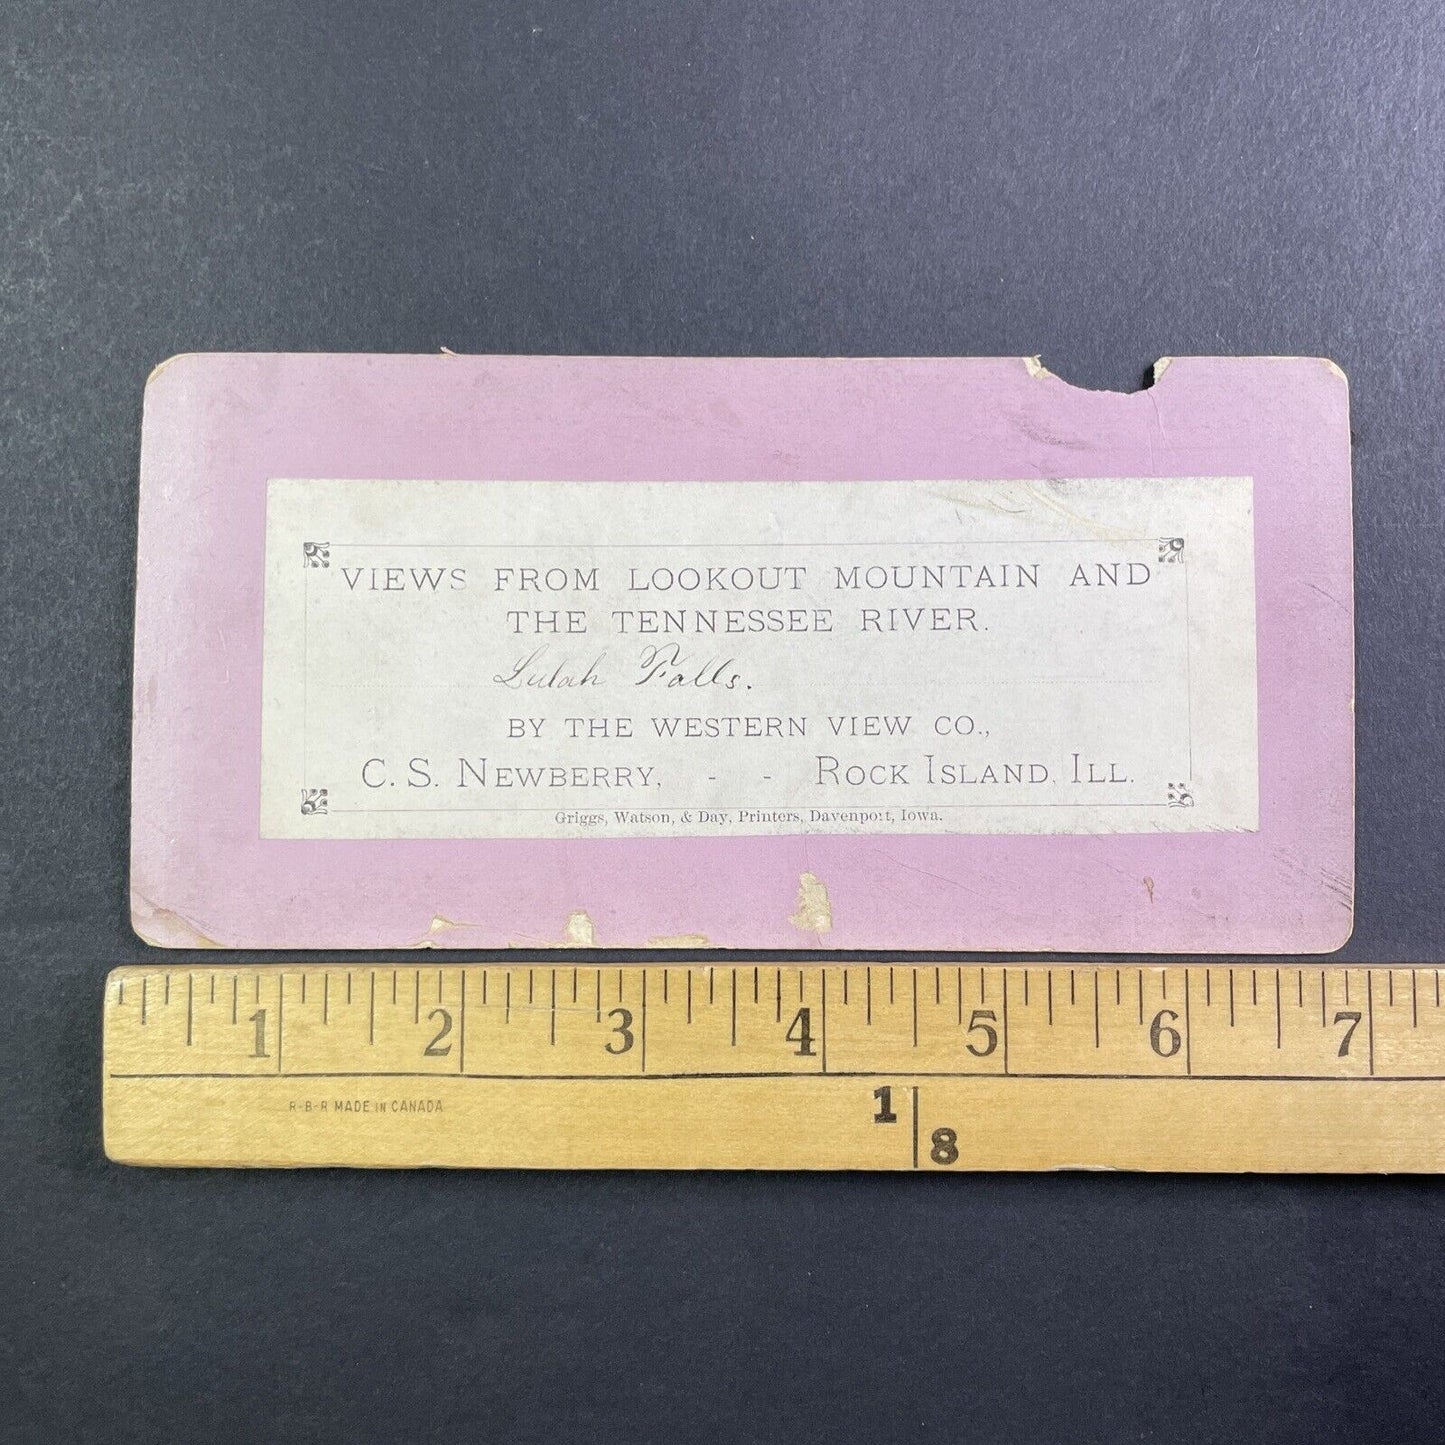 VIEWS FROM LOOKOUT MOUNTAIN AND
THE TENNESSEE RIVER.
Lulah Falls.
BY THE WESTERN VIEW CO.,
C. S. NEWBERRY, - - ROCK ISLAND, ILL.
Griggs, Watson, & Day, Printers, Davenport, Iowa.
1 2 3 4 5 6 7
R-B-R MADE IN CANADA
1
8